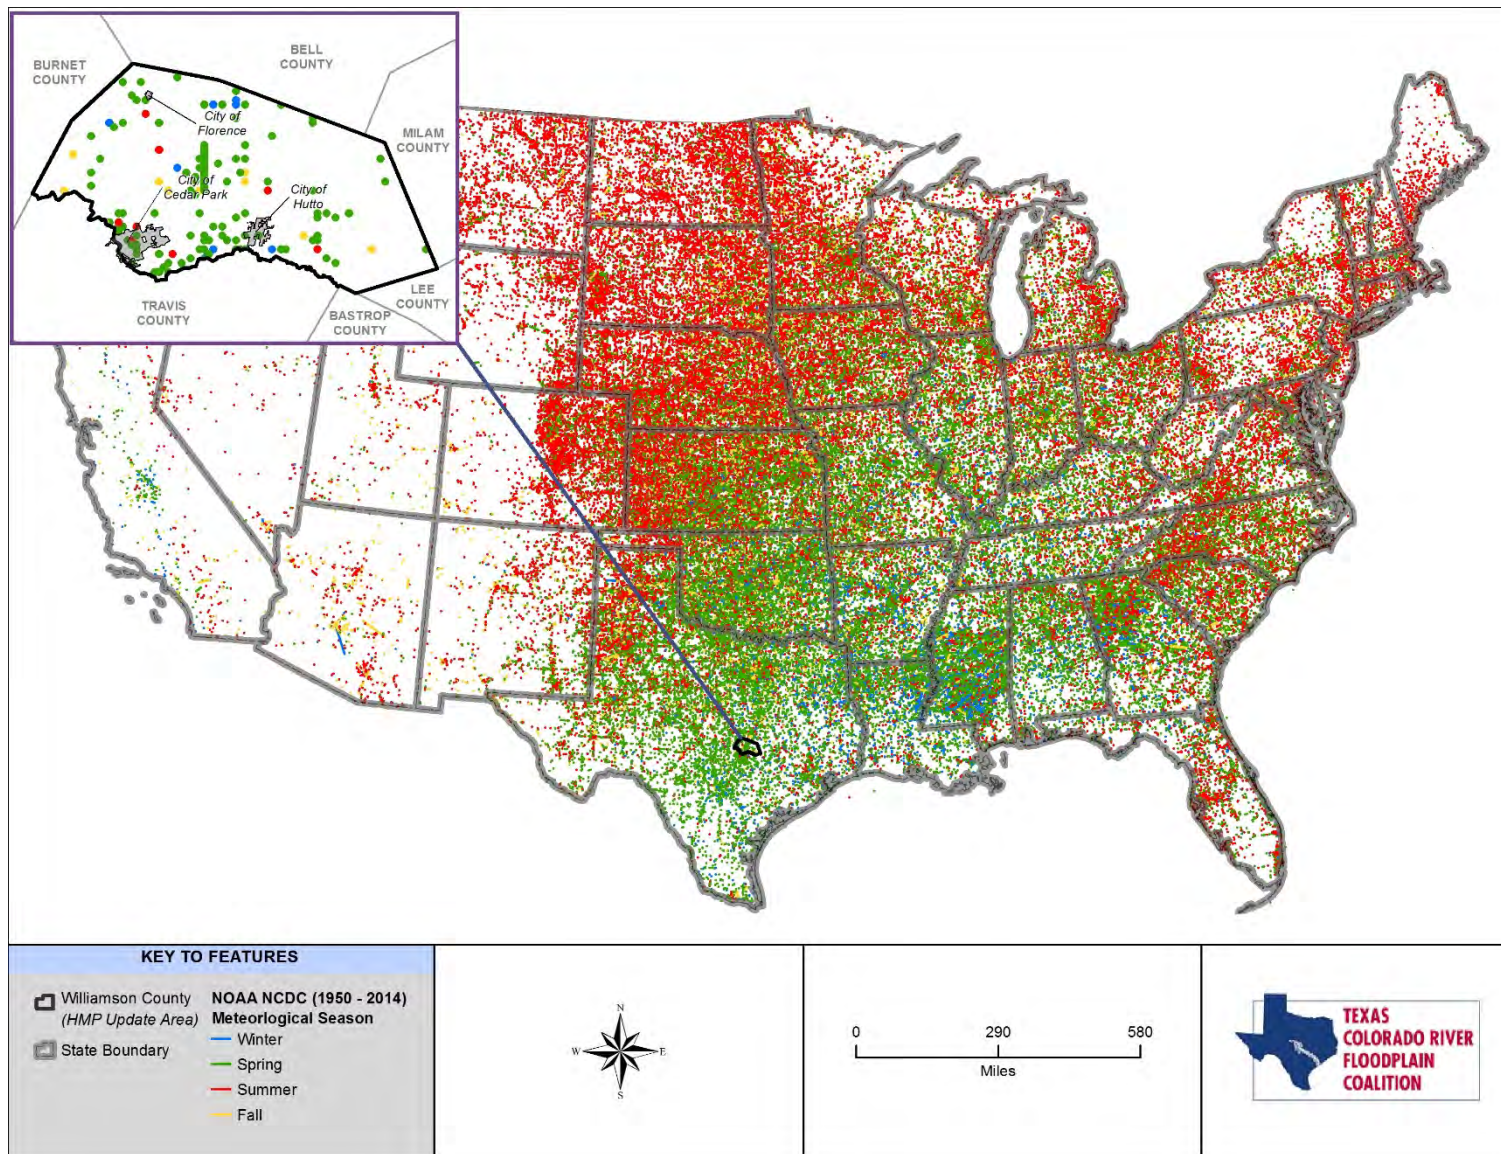 BELL
COUNTY
BURNET
COUNTY
City of
Florence
MILAM
COUNTY
City of
Cedar Park
City of
Hutto
LEE
COUNTY
TRAVIS
COUNTY
BASTROP
COUNTY
KEY TO FEATURES
Williamson County
(HMP Update Area)
State Boundary
NOAA NCDC (1950 - 2014)
Meteorlogical Season
Winter
Spring
Summer
Fall
N
W E
S
0 290 580
Miles
TEXAS
COLORADO RIVER
FLOODPLAIN
COALITION